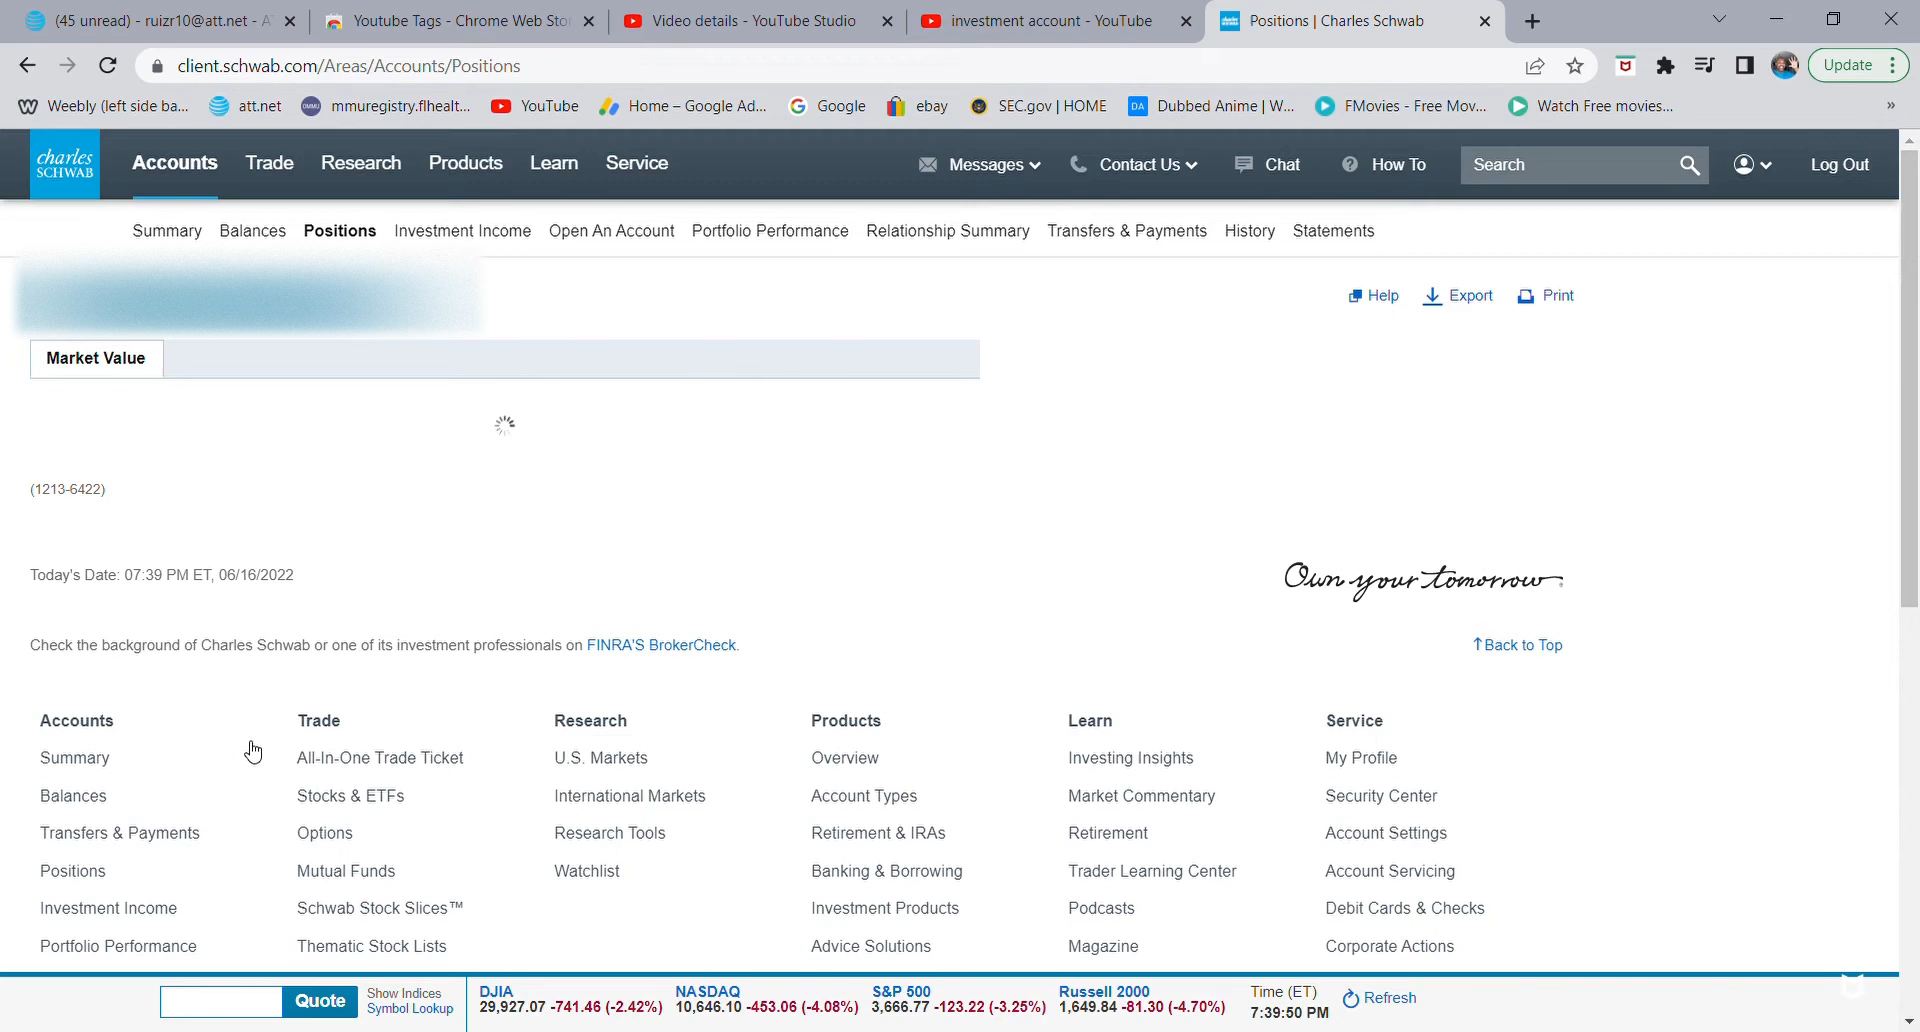 (45 unread) - ruizr10@att.net - A
Youtube Tags - Chrome Web Sto
Video details - YouTube Studio
investment account - YouTube
Positions | Charles Schwab
client.schwab.com/Areas/Accounts/Positions
Update
Weebly (left side ba...
att.net
mmuregistry.flhealt...
YouTube
Home – Google Ad...
Google
ebay
SEC.gov | HOME
DA Dubbed Anime | W...
FMovies - Free Mov...
Watch Free movies...
»
charles
SCHWAB
Accounts Trade Research Products Learn Service
Messages Contact Us Chat How To Search Log Out
Summary Balances Positions Investment Income Open An Account Portfolio Performance Relationship Summary Transfers & Payments History Statements
Help Export Print
Market Value
(1213-6422)
Today's Date: 07:39 PM ET, 06/16/2022
Own your tomorrow
Check the background of Charles Schwab or one of its investment professionals on FINRA'S BrokerCheck.
↑Back to Top
Accounts Trade Research Products Learn Service
Summary All-In-One Trade Ticket U.S. Markets Overview Investing Insights My Profile
Balances Stocks & ETFs International Markets Account Types Market Commentary Security Center
Transfers & Payments Options Research Tools Retirement & IRAs Retirement Account Settings
Positions Mutual Funds Watchlist Banking & Borrowing Trader Learning Center Account Servicing
Investment Income Schwab Stock Slices™ Investment Products Podcasts Debit Cards & Checks
Portfolio Performance Thematic Stock Lists Advice Solutions Magazine Corporate Actions
Quote
Show Indices
Symbol Lookup
DJIA
29,927.07 -741.46 (-2.42%)
NASDAQ
10,646.10 -453.06 (-4.08%)
S&P 500
3,666.77 -123.22 (-3.25%)
Russell 2000
1,649.84 -81.30 (-4.70%)
Time (ET)
7:39:50 PM
Refresh